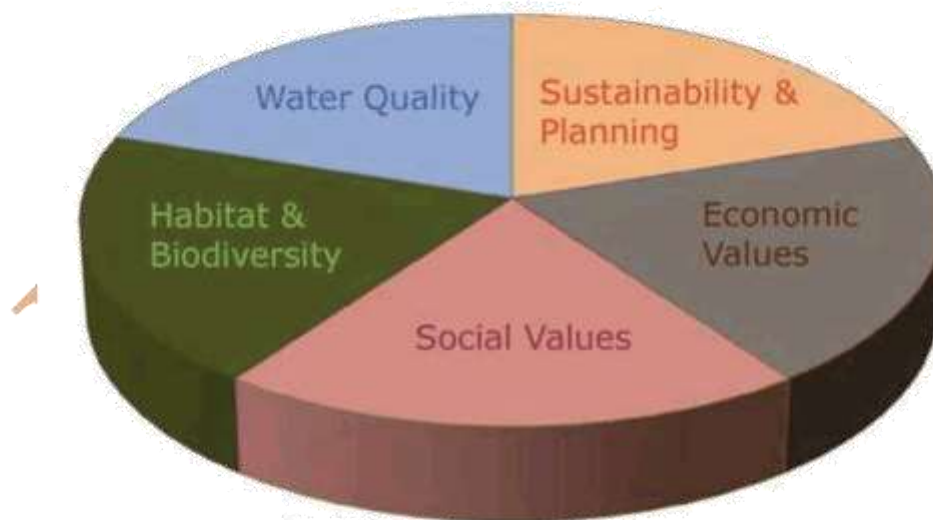 Water Quality
Sustainability &
Planning
Habitat &
Biodiversity
Economic
Values
Social Values